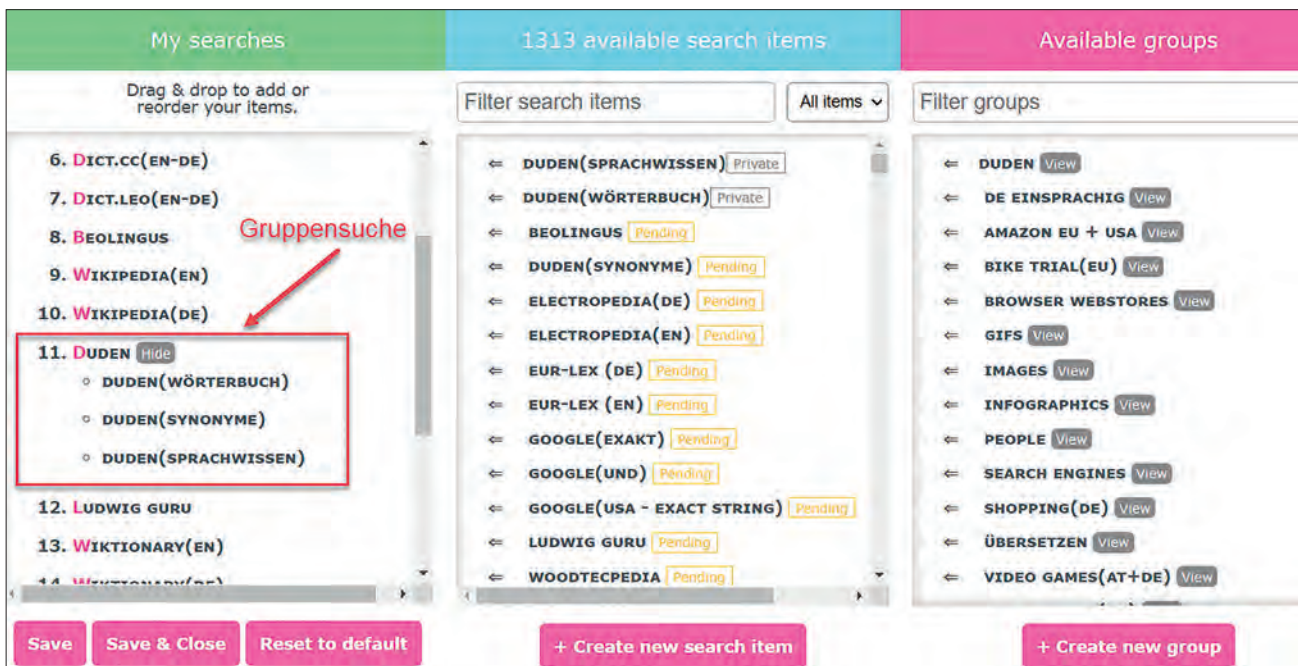 My searches
Drag & drop to add or
reorder your items.
6. DICT.CC(EN-DE)
7. DICT.LEO(EN-DE)
8. BEOLINGUS
Gruppensuche
9. WIKIPEDIA(EN)
10. WIKIPEDIA(DE)
11. DUDEN Hide
DUDEN(WÖRTERBUCH)
DUDEN(SYNONYME)
DUDEN(SPRACHWISSEN)
12. LUDWIG GURU
13. WIKTIONARY(EN)
14. WIKTIONARY(DE)
Save Save & Close Reset to default
1313 available search items
Filter search items All items
⇐ DUDEN(SPRACHWISSEN) Private
⇐ DUDEN(WÖRTERBUCH) Private
⇐ BEOLINGUS Pending
⇐ DUDEN(SYNONYME) Pending
⇐ ELECTROPEDIA(DE) Pending
⇐ ELECTROPEDIA(EN) Pending
⇐ EUR-LEX (DE) Pending
⇐ EUR-LEX (EN) Pending
⇐ GOOGLE(EXAKT) Pending
⇐ GOOGLE(UND) Pending
⇐ GOOGLE(USA - EXACT STRING) Pending
⇐ LUDWIG GURU Pending
⇐ WOODTECPEDIA Pending
+ Create new search item
Available groups
Filter groups
⇐ DUDEN View
⇐ DE EINSPRACHIG View
⇐ AMAZON EU + USA View
⇐ BIKE TRIAL(EU) View
⇐ BROWSER WEBSTORES View
⇐ GIFS View
⇐ IMAGES View
⇐ INFOGRAPHICS View
⇐ PEOPLE View
⇐ SEARCH ENGINES View
⇐ SHOPPING(DE) View
⇐ ÜBERSETZEN View
⇐ VIDEO GAMES(AT+DE) View
+ Create new group